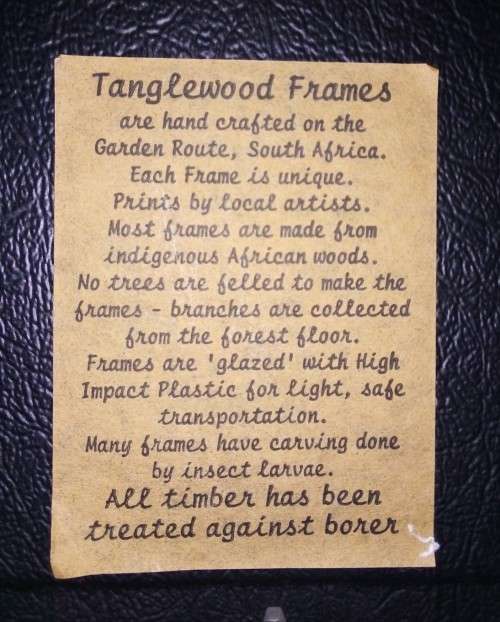 Tanglewood Frames
are hand crafted on the
Garden Route, South Africa.
Each Frame is unique.
Prints by local artists.
Most frames are made from
indigenous African woods.
No trees are felled to make the
frames - branches are collected
from the forest floor.
Frames are 'glazed' with High
Impact Plastic for light, safe
transportation.
Many frames have carving done
by insect larvae.
All timber has been
treated against borer